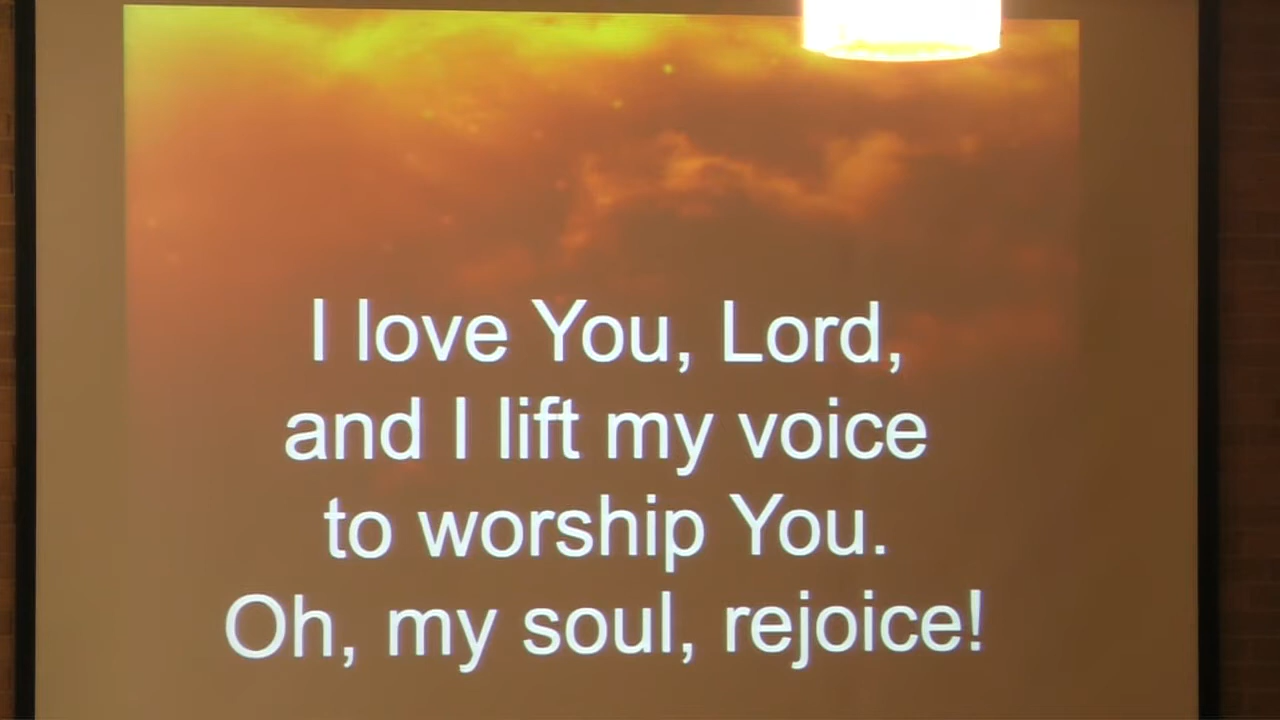 I love You, Lord,
and I lift my voice
to worship You.
Oh, my soul, rejoice!